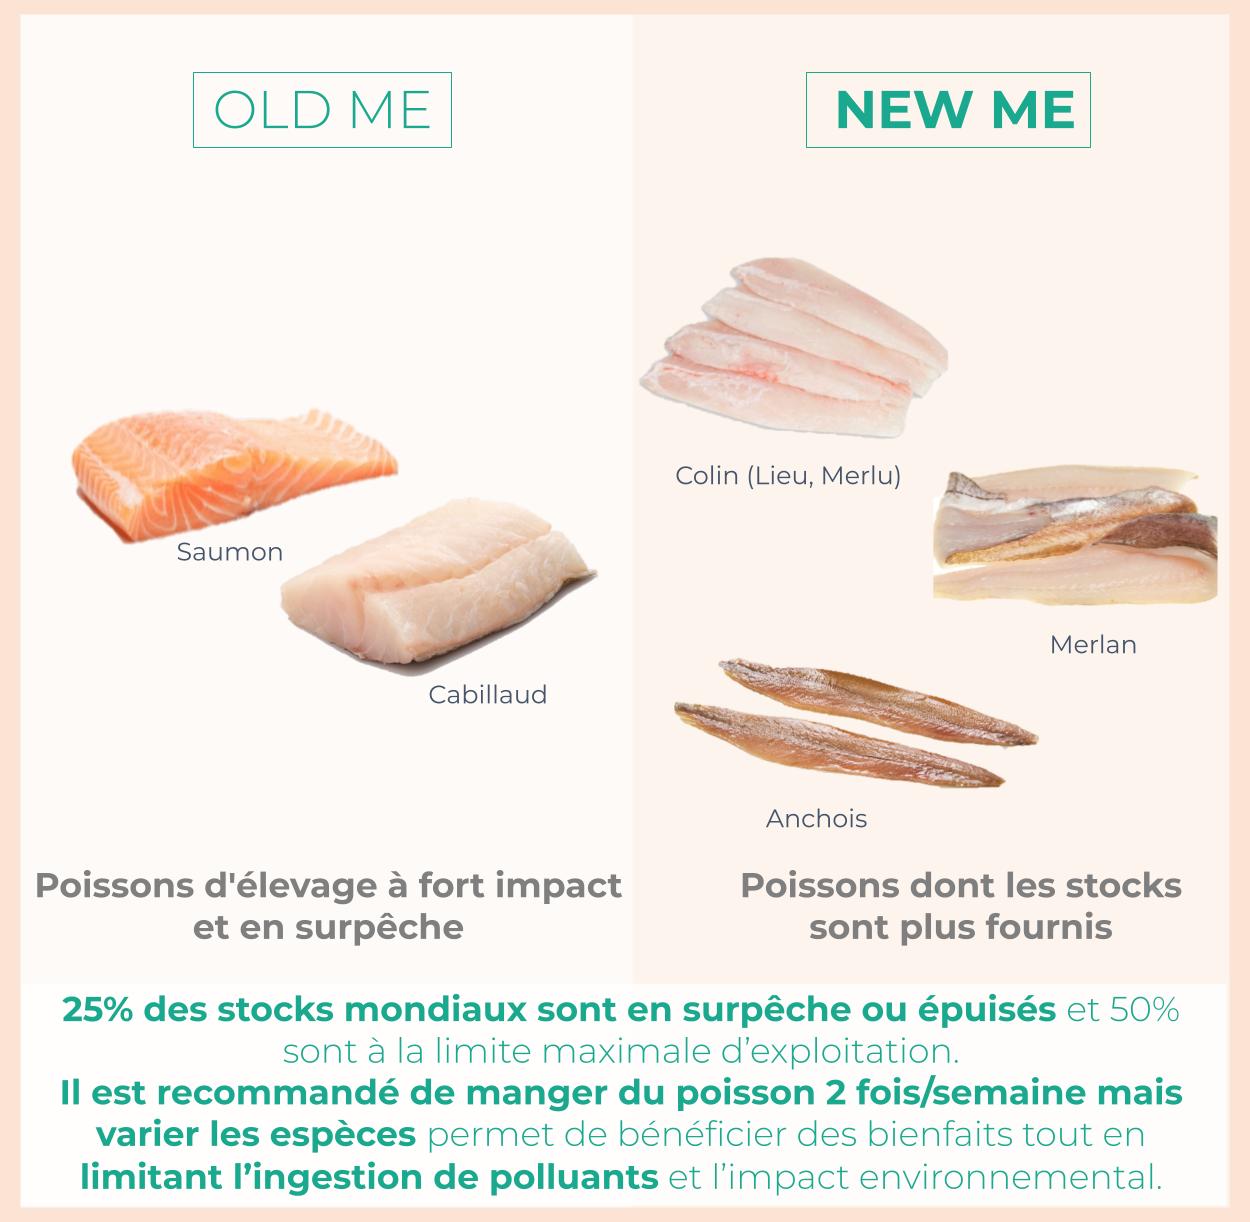 OLD ME
NEW ME
Colin (Lieu, Merlu)
Saumon
Merlan
Cabillaud
Anchois
Poissons d'élevage à fort impact
et en surpêche
Poissons dont les stocks
sont plus fournis
25% des stocks mondiaux sont en surpêche ou épuisés et 50%
sont à la limite maximale d’exploitation.
Il est recommandé de manger du poisson 2 fois/semaine mais
varier les espèces permet de bénéficier des bienfaits tout en
limitant l’ingestion de polluants et l’impact environnemental.